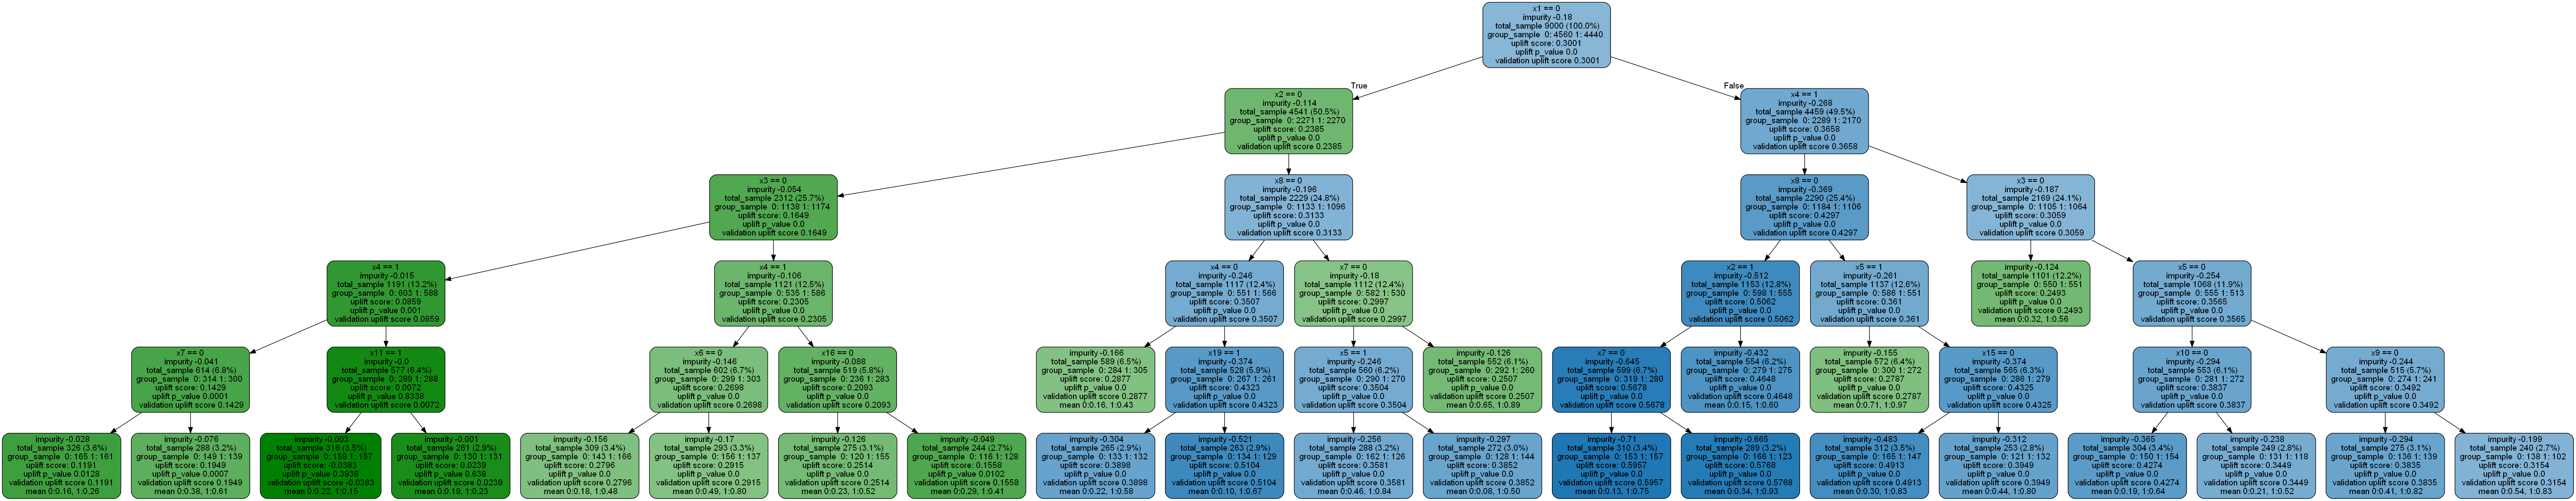 x1 == 0
impurity -0.18
total_sample 9000 (100.0%)
group_sample 0: 4560 1: 4440
uplift score: 0.3001
uplift p_value 0.0
validation uplift score 0.3001
True
False
x2 == 0
impurity -0.114
total_sample 4541 (50.5%)
group_sample 0: 2271 1: 2270
uplift score: 0.2385
uplift p_value 0.0
validation uplift score 0.2385
x4 == 1
impurity -0.268
total_sample 4459 (49.5%)
group_sample 0: 2289 1: 2170
uplift score: 0.3658
uplift p_value 0.0
validation uplift score 0.3658
x3 == 0
impurity -0.054
total_sample 2312 (25.7%)
group_sample 0: 1138 1: 1174
uplift score: 0.1649
uplift p_value 0.0
validation uplift score 0.1649
x8 == 0
impurity -0.196
total_sample 2229 (24.8%)
group_sample 0: 1133 1: 1096
uplift score: 0.3133
uplift p_value 0.0
validation uplift score 0.3133
x8 == 0
impurity -0.369
total_sample 2290 (25.4%)
group_sample 0: 1184 1: 1106
uplift score: 0.4297
uplift p_value 0.0
validation uplift score 0.4297
x3 == 0
impurity -0.187
total_sample 2169 (24.1%)
group_sample 0: 1105 1: 1064
uplift score: 0.3059
uplift p_value 0.0
validation uplift score 0.3059
x4 == 1
impurity -0.015
total_sample 1191 (13.2%)
group_sample 0: 603 1: 588
uplift score: 0.0859
uplift p_value 0.001
validation uplift score 0.0859
x4 == 1
impurity -0.106
total_sample 1121 (12.5%)
group_sample 0: 535 1: 586
uplift score: 0.2305
uplift p_value 0.0
validation uplift score 0.2305
x4 == 0
impurity -0.246
total_sample 1117 (12.4%)
group_sample 0: 551 1: 566
uplift score: 0.3507
uplift p_value 0.0
validation uplift score 0.3507
x7 == 0
impurity -0.18
total_sample 1112 (12.4%)
group_sample 0: 582 1: 530
uplift score: 0.2997
uplift p_value 0.0
validation uplift score 0.2997
x2 == 1
impurity -0.512
total_sample 1153 (12.8%)
group_sample 0: 598 1: 555
uplift score: 0.5062
uplift p_value 0.0
validation uplift score 0.5062
x5 == 1
impurity -0.261
total_sample 1137 (12.6%)
group_sample 0: 586 1: 551
uplift score: 0.361
uplift p_value 0.0
validation uplift score 0.361
impurity -0.124
total_sample 1101 (12.2%)
group_sample 0: 550 1: 551
uplift score: 0.2493
uplift p_value 0.0
validation uplift score 0.2493
mean 0:0.32, 1:0.56
x5 == 0
impurity -0.254
total_sample 1068 (11.9%)
group_sample 0: 555 1: 513
uplift score: 0.3565
uplift p_value 0.0
validation uplift score 0.3565
x7 == 0
impurity -0.041
total_sample 614 (6.8%)
group_sample 0: 314 1: 300
uplift score: 0.1429
uplift p_value 0.0001
validation uplift score 0.1429
x11 == 1
impurity -0.0
total_sample 577 (6.4%)
group_sample 0: 289 1: 288
uplift score: 0.0072
uplift p_value 0.8338
validation uplift score 0.0072
x6 == 0
impurity -0.146
total_sample 602 (6.7%)
group_sample 0: 299 1: 303
uplift score: 0.2698
uplift p_value 0.0
validation uplift score 0.2698
x16 == 0
impurity -0.088
total_sample 519 (5.8%)
group_sample 0: 236 1: 283
uplift score: 0.2093
uplift p_value 0.0
validation uplift score 0.2093
impurity -0.166
total_sample 589 (6.5%)
group_sample 0: 284 1: 305
uplift score: 0.2877
uplift p_value 0.0
validation uplift score 0.2877
mean 0:0.16, 1:0.43
x19 == 1
impurity -0.374
total_sample 528 (5.9%)
group_sample 0: 267 1: 261
uplift score: 0.4323
uplift p_value 0.0
validation uplift score 0.4323
x5 == 1
impurity -0.246
total_sample 560 (6.2%)
group_sample 0: 290 1: 270
uplift score: 0.3504
uplift p_value 0.0
validation uplift score 0.3504
impurity -0.126
total_sample 552 (6.1%)
group_sample 0: 292 1: 260
uplift score: 0.2507
uplift p_value 0.0
validation uplift score 0.2507
mean 0:0.65, 1:0.89
x7 == 0
impurity -0.645
total_sample 599 (6.7%)
group_sample 0: 319 1: 280
uplift score: 0.5678
uplift p_value 0.0
validation uplift score 0.5678
impurity -0.432
total_sample 554 (6.2%)
group_sample 0: 279 1: 275
uplift score: 0.4648
uplift p_value 0.0
validation uplift score 0.4648
mean 0:0.15, 1:0.60
impurity -0.155
total_sample 572 (6.4%)
group_sample 0: 300 1: 272
uplift score: 0.2787
uplift p_value 0.0
validation uplift score 0.2787
mean 0:0.71, 1:0.97
x15 == 0
impurity -0.374
total_sample 565 (6.3%)
group_sample 0: 286 1: 279
uplift score: 0.4325
uplift p_value 0.0
validation uplift score 0.4325
x10 == 0
impurity -0.294
total_sample 553 (6.1%)
group_sample 0: 281 1: 272
uplift score: 0.3837
uplift p_value 0.0
validation uplift score 0.3837
x9 == 0
impurity -0.244
total_sample 515 (5.7%)
group_sample 0: 274 1: 241
uplift score: 0.3492
uplift p_value 0.0
validation uplift score 0.3492
impurity -0.028
total_sample 326 (3.6%)
group_sample 0: 165 1: 161
uplift score: 0.1191
uplift p_value 0.0128
validation uplift score 0.1191
mean 0:0.16, 1:0.26
impurity -0.076
total_sample 288 (3.2%)
group_sample 0: 149 1: 139
uplift score: 0.1949
uplift p_value 0.0007
validation uplift score 0.1949
mean 0:0.38, 1:0.61
impurity -0.003
total_sample 316 (3.5%)
group_sample 0: 159 1: 157
uplift score: -0.0383
uplift p_value 0.3938
validation uplift score -0.0383
mean 0:0.22, 1:0.15
impurity -0.001
total_sample 261 (2.9%)
group_sample 0: 130 1: 131
uplift score: 0.0239
uplift p_value 0.638
validation uplift score 0.0239
mean 0:0.19, 1:0.23
impurity -0.156
total_sample 309 (3.4%)
group_sample 0: 143 1: 166
uplift score: 0.2796
uplift p_value 0.0
validation uplift score 0.2796
mean 0:0.18, 1:0.48
impurity -0.17
total_sample 293 (3.3%)
group_sample 0: 156 1: 137
uplift score: 0.2915
uplift p_value 0.0
validation uplift score 0.2915
mean 0:0.49, 1:0.80
impurity -0.126
total_sample 275 (3.1%)
group_sample 0: 120 1: 155
uplift score: 0.2514
uplift p_value 0.0
validation uplift score 0.2514
mean 0:0.23, 1:0.52
impurity -0.049
total_sample 244 (2.7%)
group_sample 0: 116 1: 128
uplift score: 0.1558
uplift p_value 0.0102
validation uplift score 0.1558
mean 0:0.29, 1:0.41
impurity -0.304
total_sample 265 (2.9%)
group_sample 0: 133 1: 132
uplift score: 0.3898
uplift p_value 0.0
validation uplift score 0.3898
mean 0:0.22, 1:0.58
impurity -0.521
total_sample 263 (2.9%)
group_sample 0: 134 1: 129
uplift score: 0.5104
uplift p_value 0.0
validation uplift score 0.5104
mean 0:0.10, 1:0.67
impurity -0.256
total_sample 288 (3.2%)
group_sample 0: 162 1: 126
uplift score: 0.3581
uplift p_value 0.0
validation uplift score 0.3581
mean 0:0.46, 1:0.84
impurity -0.297
total_sample 272 (3.0%)
group_sample 0: 128 1: 144
uplift score: 0.3852
uplift p_value 0.0
validation uplift score 0.3852
mean 0:0.08, 1:0.50
impurity -0.71
total_sample 310 (3.4%)
group_sample 0: 153 1: 157
uplift score: 0.5957
uplift p_value 0.0
validation uplift score 0.5957
mean 0:0.13, 1:0.75
impurity -0.665
total_sample 289 (3.2%)
group_sample 0: 166 1: 123
uplift score: 0.5768
uplift p_value 0.0
validation uplift score 0.5768
mean 0:0.34, 1:0.93
impurity -0.483
total_sample 312 (3.5%)
group_sample 0: 165 1: 147
uplift score: 0.4913
uplift p_value 0.0
validation uplift score 0.4913
mean 0:0.30, 1:0.83
impurity -0.312
total_sample 253 (2.8%)
group_sample 0: 121 1: 132
uplift score: 0.3949
uplift p_value 0.0
validation uplift score 0.3949
mean 0:0.44, 1:0.80
impurity -0.365
total_sample 304 (3.4%)
group_sample 0: 150 1: 154
uplift score: 0.4274
uplift p_value 0.0
validation uplift score 0.4274
mean 0:0.19, 1:0.64
impurity -0.238
total_sample 249 (2.8%)
group_sample 0: 131 1: 118
uplift score: 0.3449
uplift p_value 0.0
validation uplift score 0.3449
mean 0:0.21, 1:0.52
impurity -0.294
total_sample 275 (3.1%)
group_sample 0: 136 1: 139
uplift score: 0.3835
uplift p_value 0.0
validation uplift score 0.3835
mean 0:0.41, 1:0.82
impurity -0.199
total_sample 240 (2.7%)
group_sample 0: 138 1: 102
uplift score: 0.3154
uplift p_value 0.0
validation uplift score 0.3154
mean 0:0.54, 1:0.83